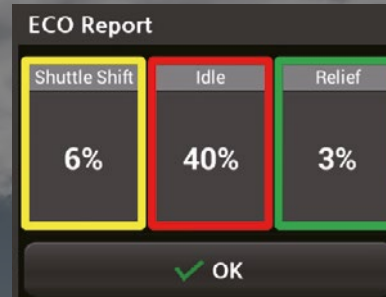 ECO Report
Shuttle Shift
Idle
Relief
6%
40%
3%
OK